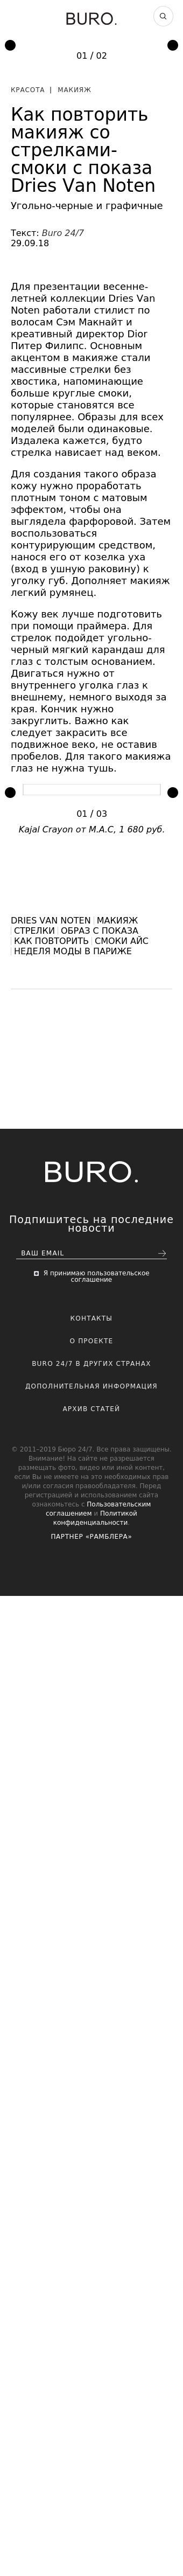 BURO.
01 / 02
КРАСОТА | МАКИЯЖ
Как повторить
макияж со
стрелками-
смоки с показа
Dries Van Noten
Угольно-черные и графичные
Текст: Buro 24/7
29.09.18
Для презентации весенне-
летней коллекции Dries Van
Noten работали стилист по
волосам Сэм Макнайт и
креативный директор Dior
Питер Филипс. Основным
акцентом в макияже стали
массивные стрелки без
хвостика, напоминающие
больше круглые смоки,
которые становятся все
популярнее. Образы для всех
моделей были одинаковые.
Издалека кажется, будто
стрелка нависает над веком.
Для создания такого образа
кожу нужно проработать
плотным тоном с матовым
эффектом, чтобы она
выглядела фарфоровой. Затем
воспользоваться
контурирующим средством,
нанося его от козелка уха
(вход в ушную раковину) к
уголку губ. Дополняет макияж
легкий румянец.
Кожу век лучше подготовить
при помощи праймера. Для
стрелок подойдет угольно-
черный мягкий карандаш для
глаз с толстым основанием.
Двигаться нужно от
внутреннего уголка глаз к
внешнему, немного выходя за
края. Кончик нужно
закруглить. Важно как
следует закрасить все
подвижное веко, не оставив
пробелов. Для такого макияжа
глаз не нужна тушь.
01 / 03
Kajal Crayon от M.A.C, 1 680 руб.
DRIES VAN NOTEN МАКИЯЖ
СТРЕЛКИ ОБРАЗ С ПОКАЗА
КАК ПОВТОРИТЬ СМОКИ АЙС
НЕДЕЛЯ МОДЫ В ПАРИЖЕ
BURO.
Подпишитесь на последние
новости
ВАШ EMAIL
Я принимаю пользовательское
соглашение
КОНТАКТЫ
О ПРОЕКТЕ
BURO 24/7 В ДРУГИХ СТРАНАХ
ДОПОЛНИТЕЛЬНАЯ ИНФОРМАЦИЯ
АРХИВ СТАТЕЙ
© 2011–2019 Бюро 24/7. Все права защищены.
Внимание! На сайте не разрешается
размещать фото, видео или иной контент,
если Вы не имеете на это необходимых прав
и/или согласия правообладателя. Перед
регистрацией и использованием сайта
ознакомьтесь с Пользовательским
соглашением и Политикой
конфиденциальности.
ПАРТНЕР «РАМБЛЕРА»